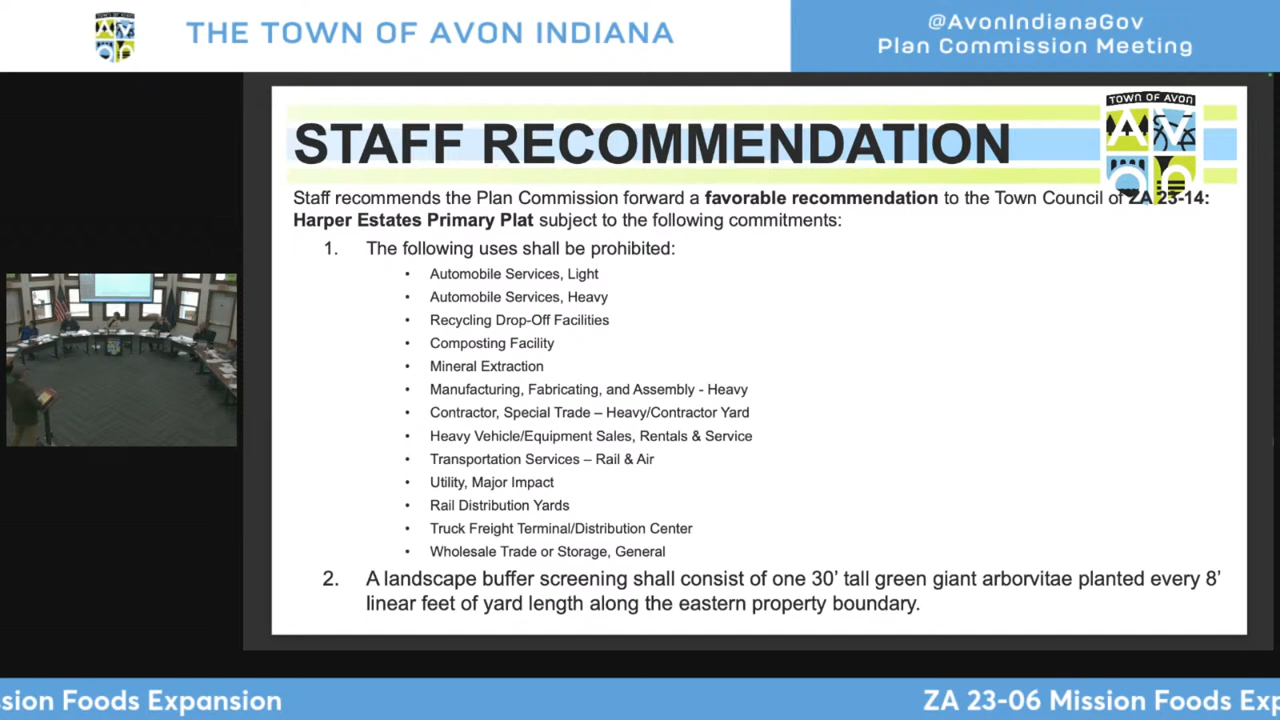 THE TOWN OF AVON INDIANA
@AvonIndianaGov
Plan Commission Meeting
TOWN OF AVON
AVON
STAFF RECOMMENDATION
Staff recommends the Plan Commission forward a favorable recommendation to the Town Council of ZA 23-14:
Harper Estates Primary Plat subject to the following commitments:
1. The following uses shall be prohibited:
• Automobile Services, Light
• Automobile Services, Heavy
• Recycling Drop-Off Facilities
• Composting Facility
• Mineral Extraction
• Manufacturing, Fabricating, and Assembly - Heavy
• Contractor, Special Trade – Heavy/Contractor Yard
• Heavy Vehicle/Equipment Sales, Rentals & Service
• Transportation Services – Rail & Air
• Utility, Major Impact
• Rail Distribution Yards
• Truck Freight Terminal/Distribution Center
• Wholesale Trade or Storage, General
2. A landscape buffer screening shall consist of one 30’ tall green giant arborvitae planted every 8’
linear feet of yard length along the eastern property boundary.
ssion Foods Expansion ZA 23-06 Mission Foods Exp